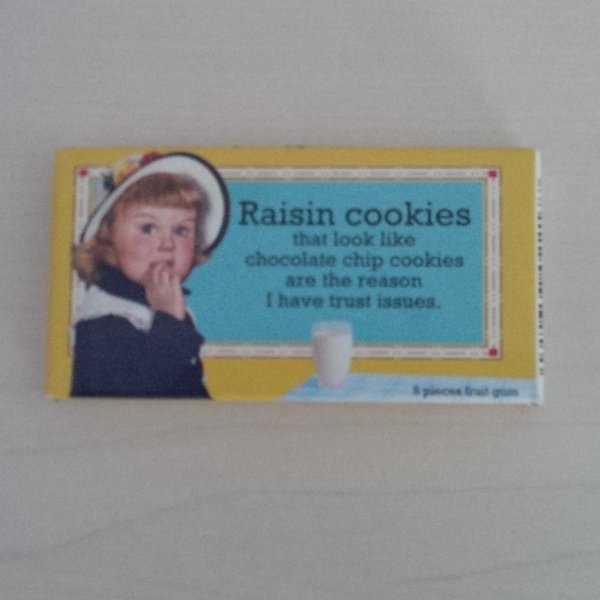 Raisin cookies
that look like
chocolate chip cookies
are the reason
I have trust issues.
8 pieces fruit gum